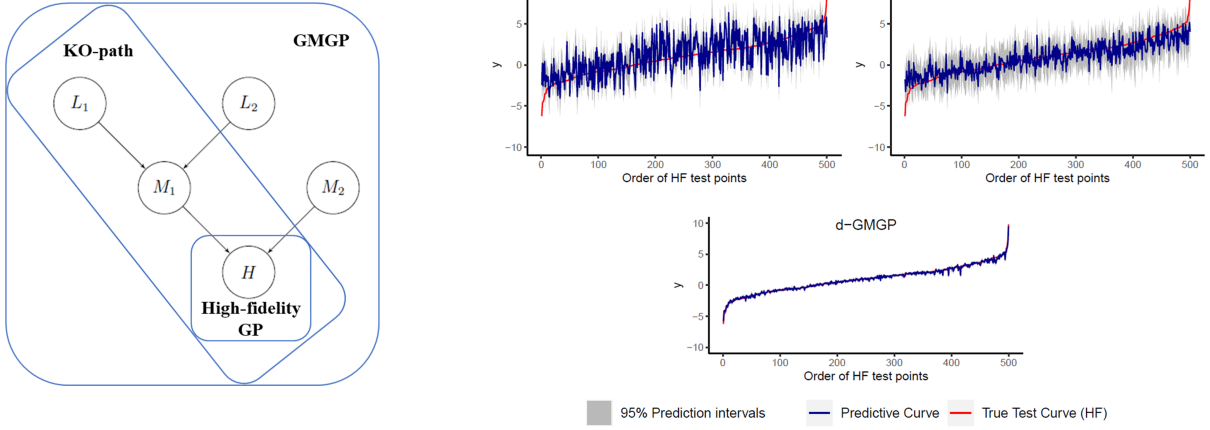 KO-path
GMGP
L1
L2
M1
M2
H
High-fidelity
GP
y
5
0
−5
−10
0
100
200
300
400
500
Order of HF test points
y
5
0
−5
−10
0
100
200
300
400
500
Order of HF test points
d−GMGP
y
10
5
0
−5
−10
0
100
200
300
400
500
Order of HF test points
95% Prediction intervals
Predictive Curve
True Test Curve (HF)